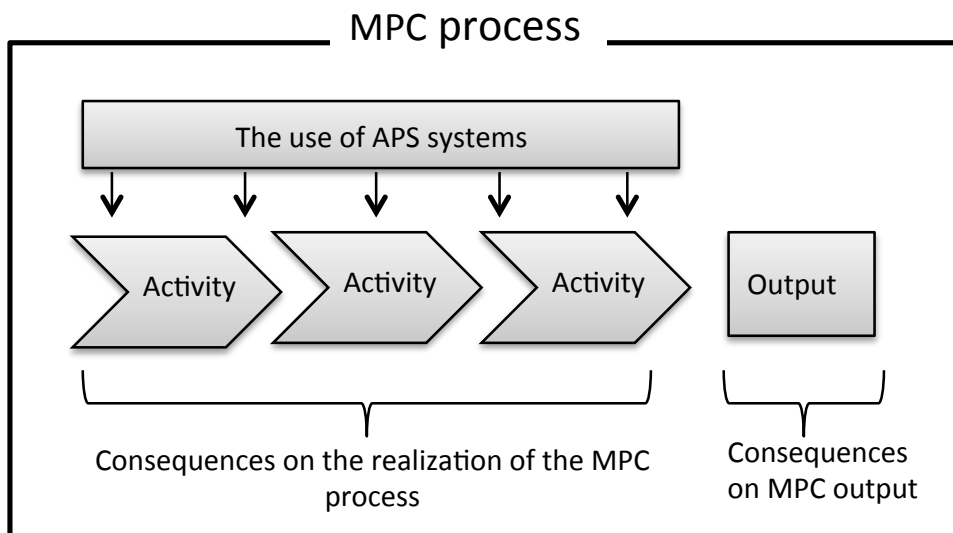 MPC process
The use of APS systems
Activity
Activity
Activity
Output
Consequences on the realization of the MPC
process
Consequences
on MPC output